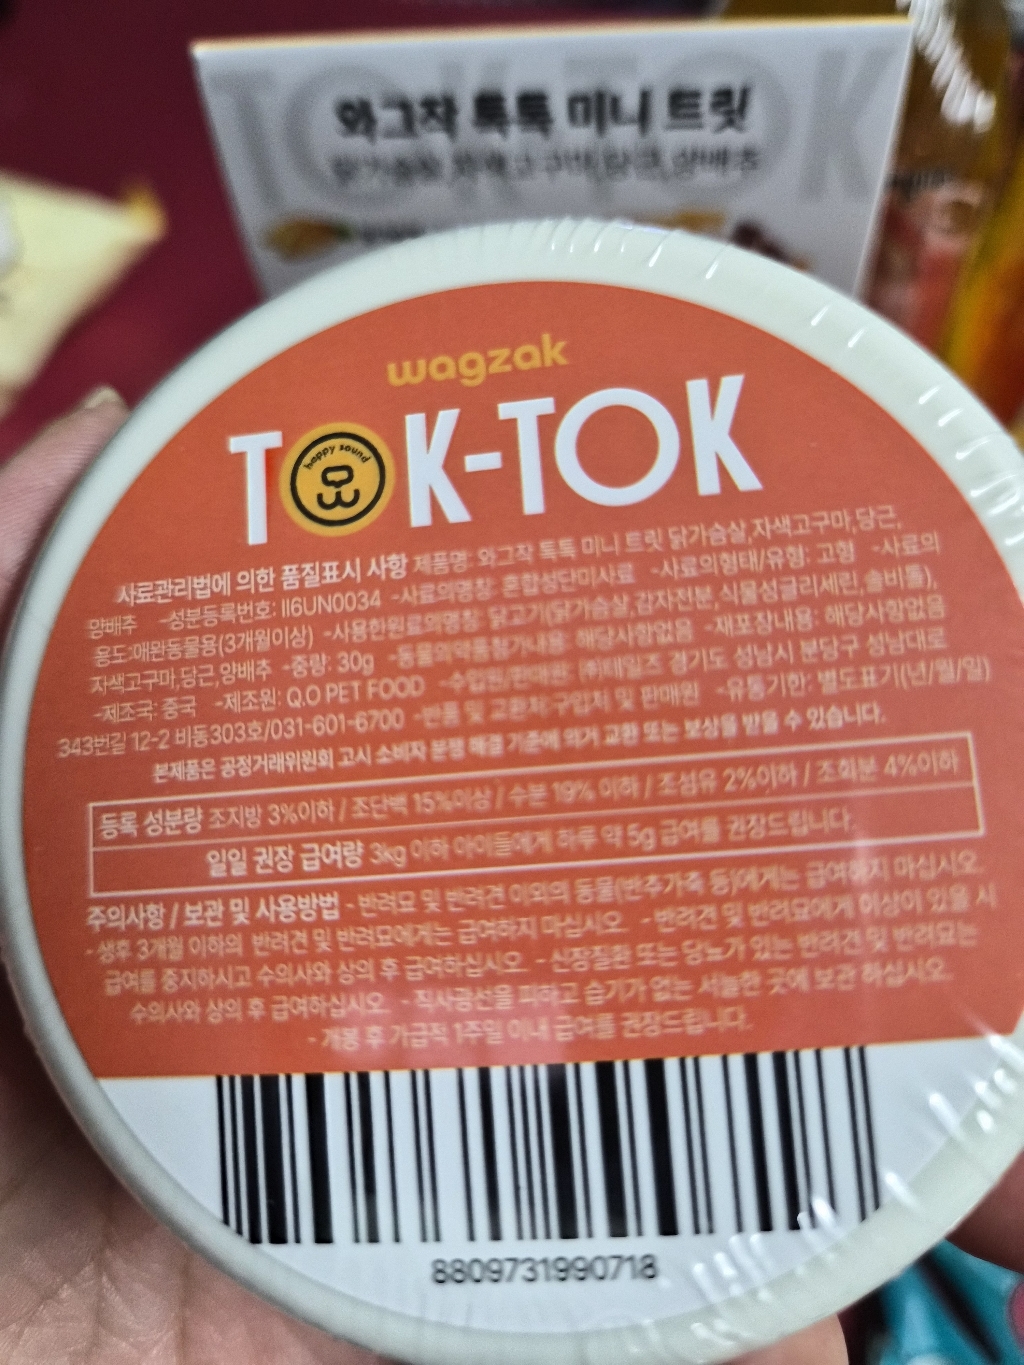 TOK-TOK
와그작 톡톡 미니 트릿
닭가슴살,자색고구마,당근,양배추
wagzak
TOK-TOK
happy sound
사료관리법에 의한 품질표시 사항 제품명: 와그작 톡톡 미니 트릿 닭가슴살,자색고구마,당근,
양배추 -성분등록번호: II6UN0034 -사료의명칭: 혼합성단미사료 -사료의형태/유형: 고형 -사료의
용도:애완동물용(3개월이상) -사용한원료의명칭: 닭고기(닭가슴살,감자전분,식물성글리세린,솔비톨),
자색고구마,당근,양배추 -중량: 30g -동물의약품첨가내용: 해당사항없음 -재포장내용: 해당사항없음
-제조국: 중국 -제조원: Q.O PET FOOD -수입원/판매원: ㈜테일즈 경기도 성남시 분당구 성남대로
343번길 12-2 비동303호/031-601-6700 -반품 및 교환처:구입처 및 판매원 -유통기한: 별도표기(년/월/일)
본제품은 공정거래위원회 고시 소비자 분쟁 해결 기준에 의거 교환 또는 보상을 받을 수 있습니다.
등록 성분량 조지방 3%이하 / 조단백 15%이상 / 수분 19% 이하 / 조섬유 2%이하 / 조회분 4%이하
일일 권장 급여량 3kg 이하 아이들에게 하루 약 5g 급여를 권장드립니다.
주의사항 / 보관 및 사용방법 - 반려묘 및 반려견 이외의 동물(반추가축 등)에게는 급여하지 마십시오.
- 생후 3개월 이하의 반려견 및 반려묘에게는 급여하지 마십시오. - 반려견 및 반려묘에게 이상이 있을 시
급여를 중지하시고 수의사와 상의 후 급여하십시오. - 신장질환 또는 당뇨가 있는 반려견 및 반려묘는
수의사와 상의 후 급여하십시오. - 직사광선을 피하고 습기가 없는 서늘한 곳에 보관 하십시오.
- 개봉 후 가급적 1주일 이내 급여를 권장드립니다.
8809731990718